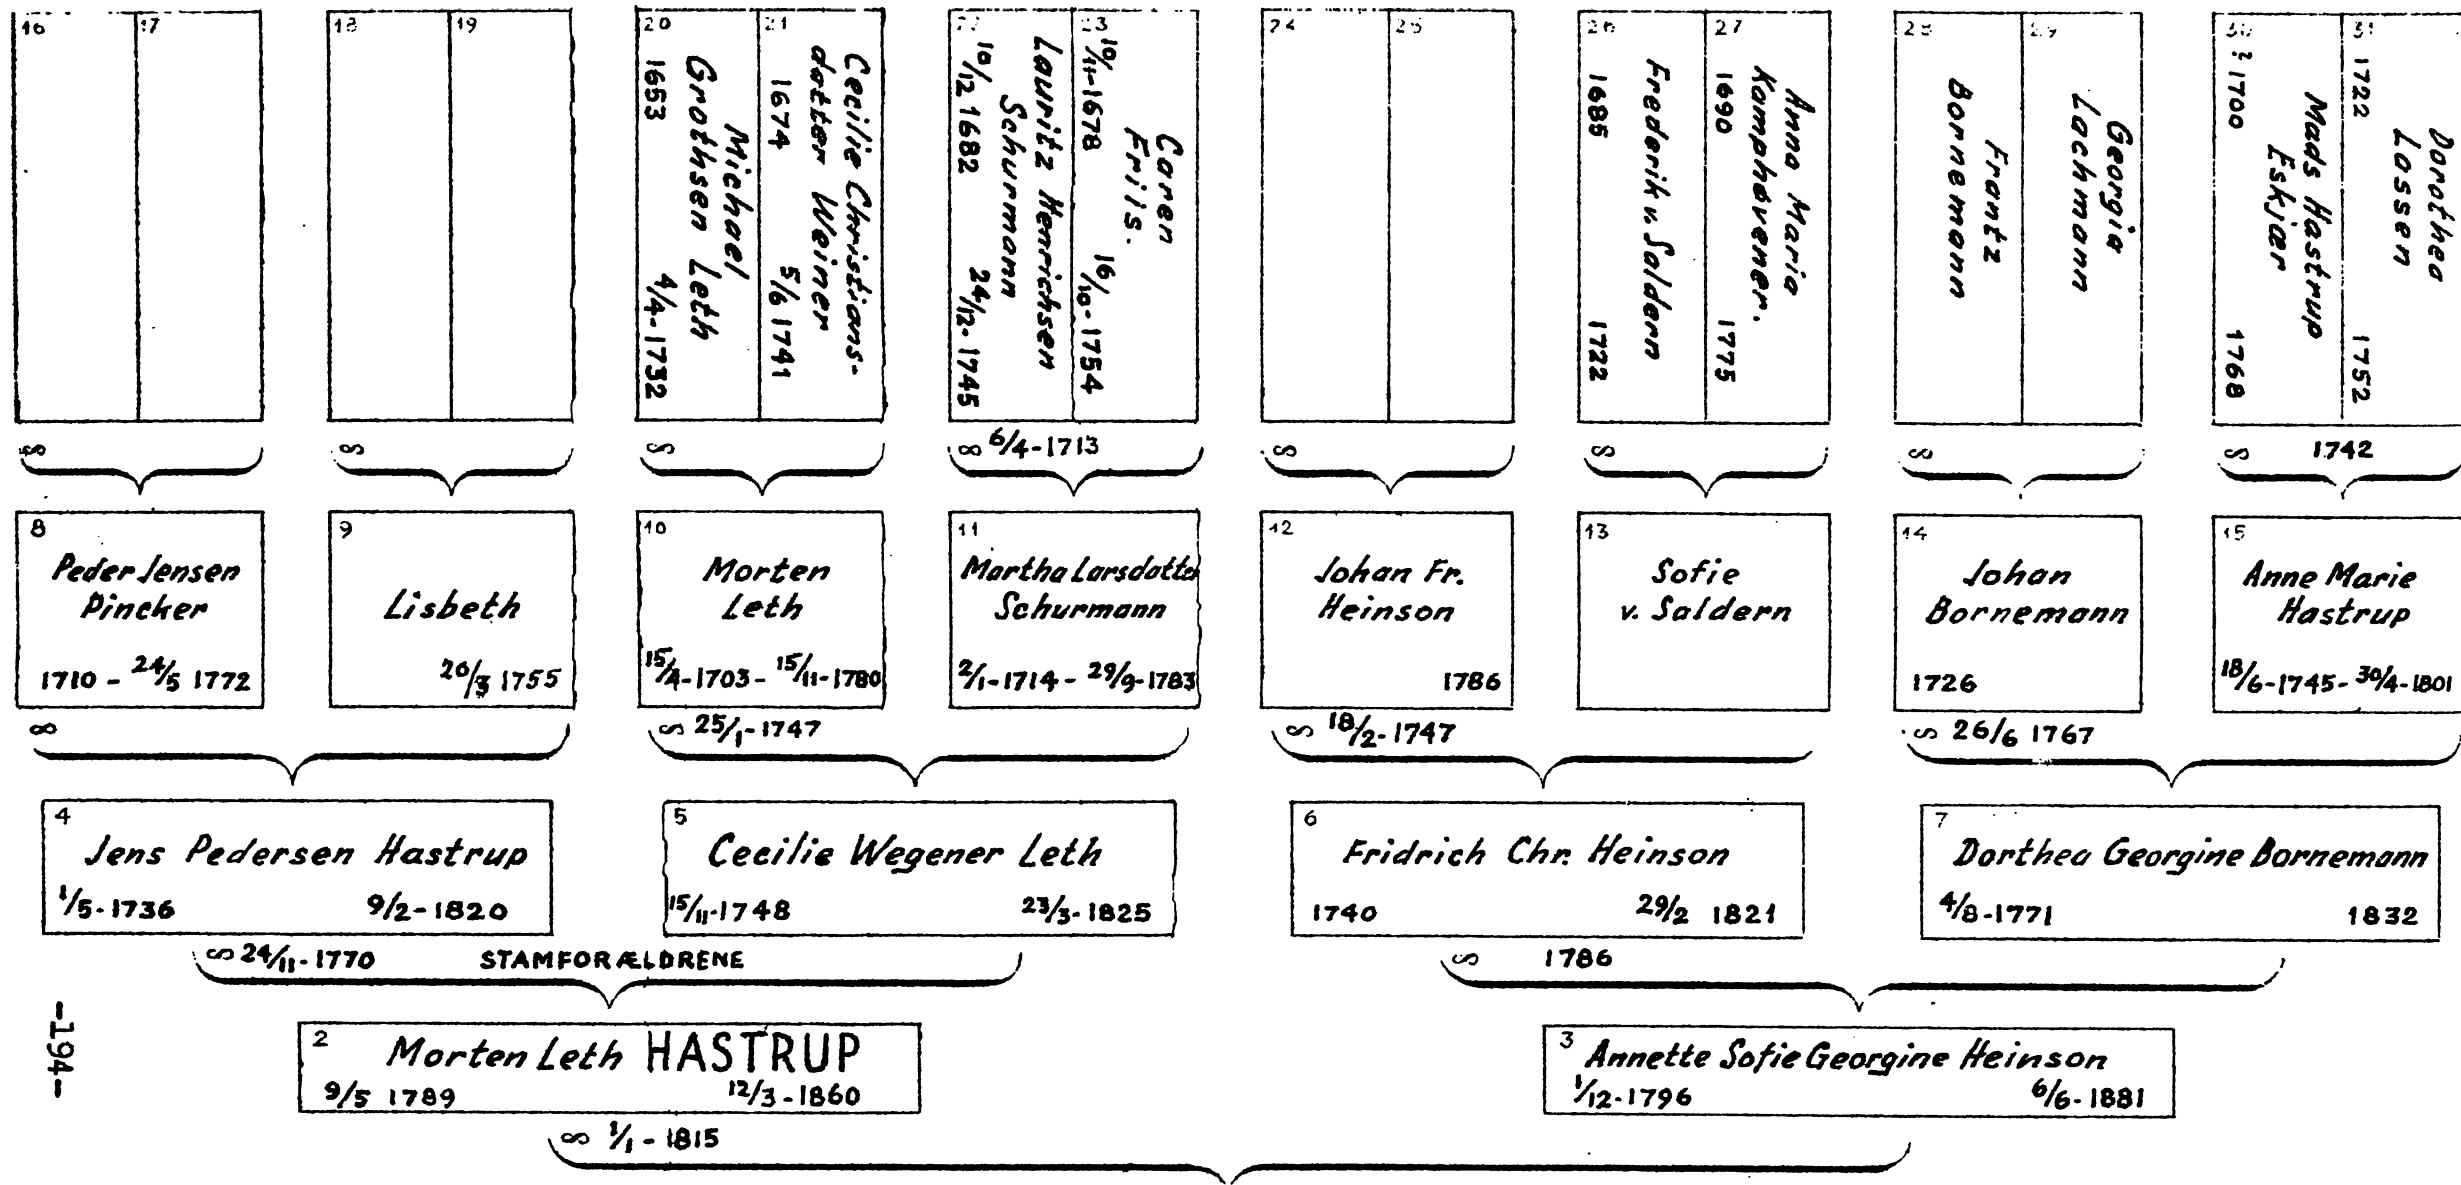 16
17
18
19
20
1653
Michael
Grothsen Leth
4/4-1732
21
1674
Cecilie Christians-
datter Weiner
5/6 1741
22
10/12 1682
Lauritz Henrichsen
Schurmann
24/12-1745
23
10/11-1678
Caren
Friis.
16/10-1754
24
25
26
1685
Frederik v. Saldern
1722
27
1690
Anna Maria
Kamphøvener.
1775
28
Frantz
Bornemann
29
Georgia
Lachmann
30
? 1700
Mads Hastrup
Eskjær
1768
31
1722
Dorothea
Lassen
1752
∞
∞
∞
∞ 6/4-1713
∞
∞
∞
∞ 1742
8
Peder Jensen
Pincker
1710 - 24/5 1772
9
Lisbeth
20/3 1755
10
Morten
Leth
15/4-1703 - 15/11-1780
11
Martha Larsdatter
Schurmann
2/1-1714 - 29/9-1783
12
Johan Fr.
Heinson
1786
13
Sofie
v. Saldern
14
Johan
Bornemann
1726
15
Anne Marie
Hastrup
18/6-1745 - 30/4-1801
∞
∞ 25/1-1747
∞ 18/2-1747
∞ 26/6 1767
4
Jens Pedersen Hastrup
1/5-1736 9/2-1820
5
Cecilie Wegener Leth
15/11-1748 23/3-1825
6
Fridrich Chr. Heinson
1740 29/2 1821
7
Dorthea Georgine Bornemann
4/8-1771 1832
∞ 24/11-1770 STAMFORÆLDRENE
∞ 1786
2
Morten Leth HASTRUP
9/5 1789 12/3-1860
3
Annette Sofie Georgine Heinson
1/12-1796 6/6-1881
∞ 1/1-1815
-194-